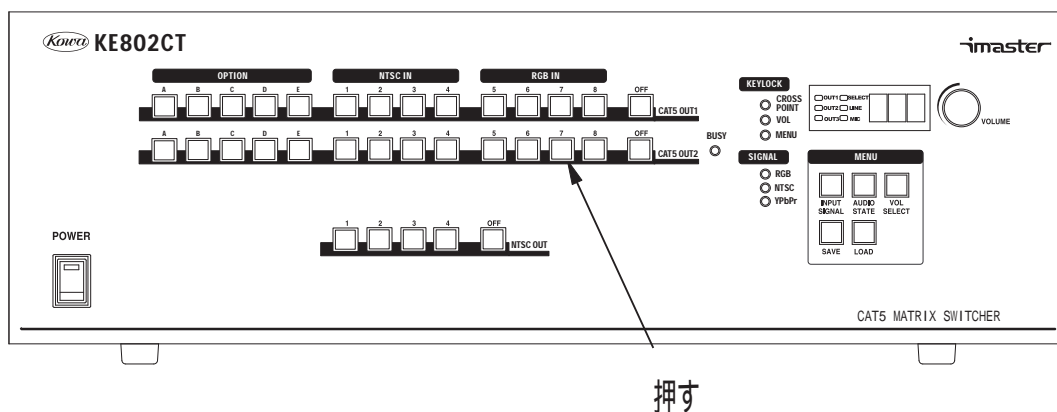 Kowa KE802CT
imaster
OPTION NTSC IN RGB IN
A B C D E 1 2 3 4 5 6 7 8 OFF
CAT5 OUT1
A B C D E 1 2 3 4 5 6 7 8 OFF
CAT5 OUT2
BUSY
KEYLOCK
CROSS POINT
VOL
MENU
SIGNAL
RGB
NTSC
YPbPr
OUT1 SELECT
OUT2 LINE
OUT3 MIC
VOLUME
MENU
INPUT SIGNAL
AUDIO STATE
VOL SELECT
SAVE LOAD
1 2 3 4 OFF
NTSC OUT
POWER
CAT5 MATRIX SWITCHER
押す